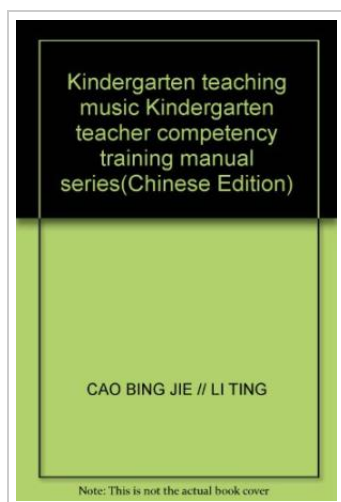 Kindergarten teaching
music Kindergarten
teacher competency
training manual
series(Chinese Edition)
CAO BING JIE // LI TING
Note: This is not the actual book cover